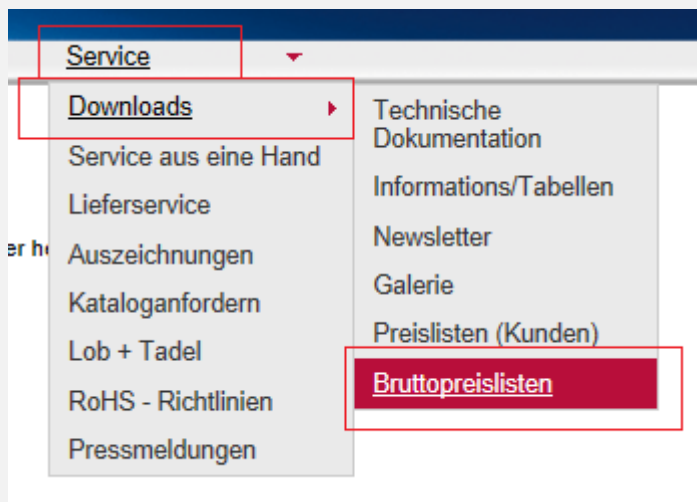 Service
Downloads
Service aus eine Hand
Lieferservice
Auszeichnungen
Kataloganfordern
Lob + Tadel
RoHS - Richtlinien
Pressmeldungen
Technische
Dokumentation
Informations/Tabellen
Newsletter
Galerie
Preislisten (Kunden)
Bruttopreislisten